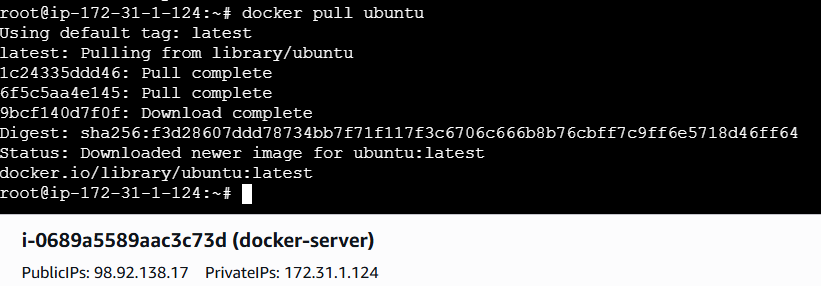 root@ip-172-31-1-124:~# docker pull ubuntu
Using default tag: latest
latest: Pulling from library/ubuntu
1c24335ddd46: Pull complete
6f5c5aa4e145: Pull complete
9bcf140d7f0f: Download complete
Digest: sha256:f3d28607ddd78734bb7f71f117f3c6706c666b8b76cbff7c9ff6e5718d46ff64
Status: Downloaded newer image for ubuntu:latest
docker.io/library/ubuntu:latest
root@ip-172-31-1-124:~#
i-0689a5589aac3c73d (docker-server)
PublicIPs: 98.92.138.17 PrivateIPs: 172.31.1.124